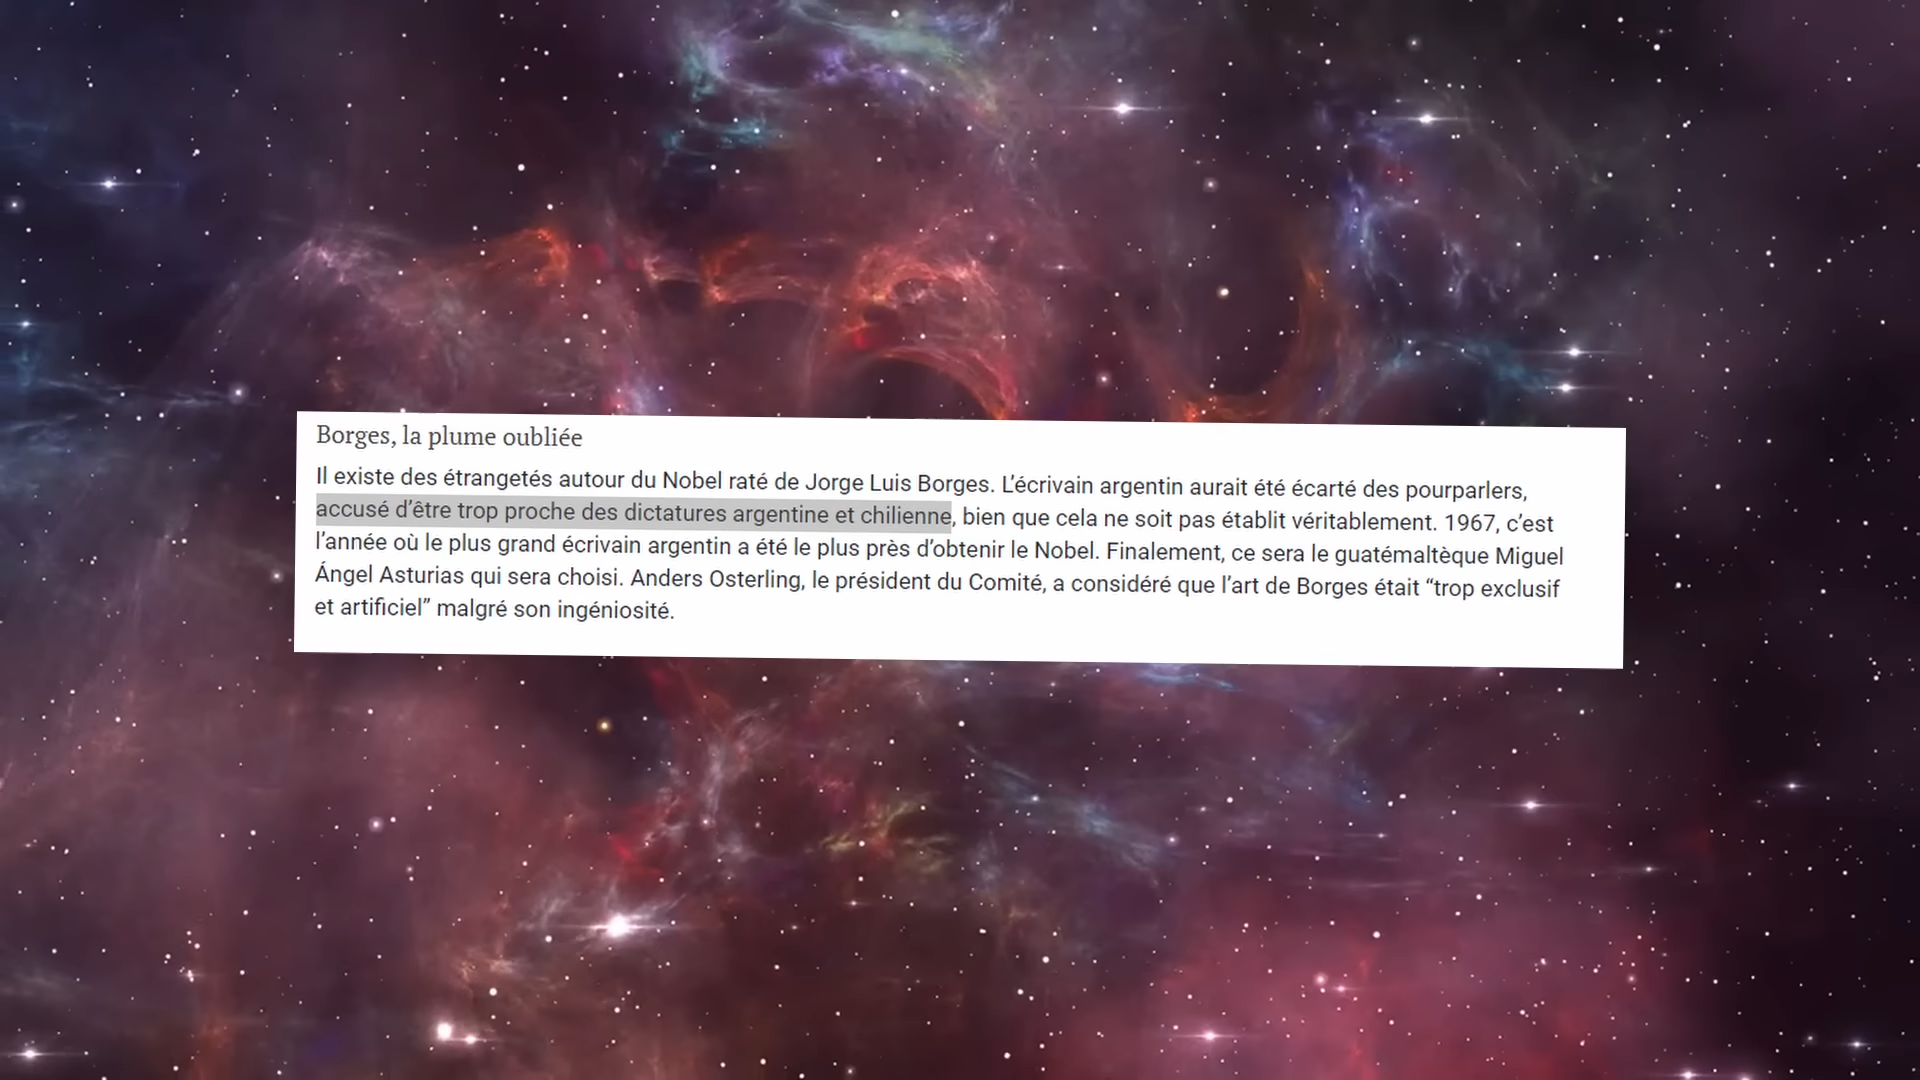 Borges, la plume oubliée
Il existe des étrangetés autour du Nobel raté de Jorge Luis Borges. L’écrivain argentin aurait été écarté des pourparlers,
accusé d’être trop proche des dictatures argentine et chilienne, bien que cela ne soit pas établit véritablement. 1967, c’est
l’année où le plus grand écrivain argentin a été le plus près d’obtenir le Nobel. Finalement, ce sera le guatémaltèque Miguel
Ángel Asturias qui sera choisi. Anders Osterling, le président du Comité, a considéré que l’art de Borges était “trop exclusif
et artificiel” malgré son ingéniosité.